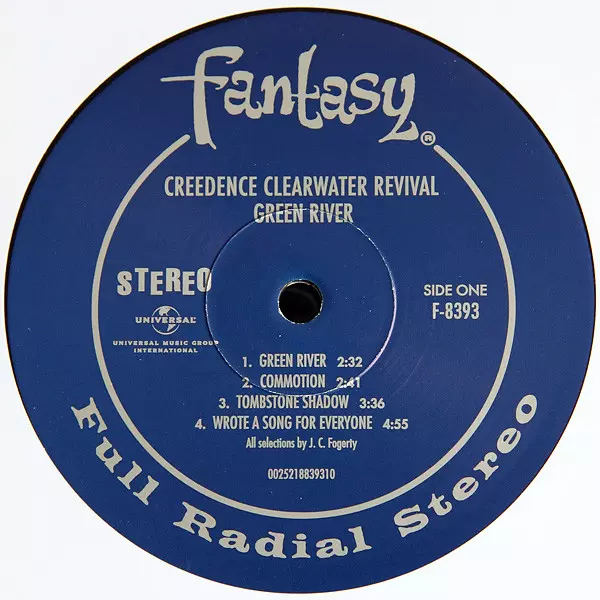 fantasy®
CREEDENCE CLEARWATER REVIVAL
GREEN RIVER
STEREO
UNIVERSAL
UNIVERSAL MUSIC GROUP
INTERNATIONAL
SIDE ONE
F-8393
1. GREEN RIVER 2:32
2. COMMOTION 2:41
3. TOMBSTONE SHADOW 3:36
4. WROTE A SONG FOR EVERYONE 4:55
All selections by J. C. Fogerty
0025218839310
Full Radial Stereo